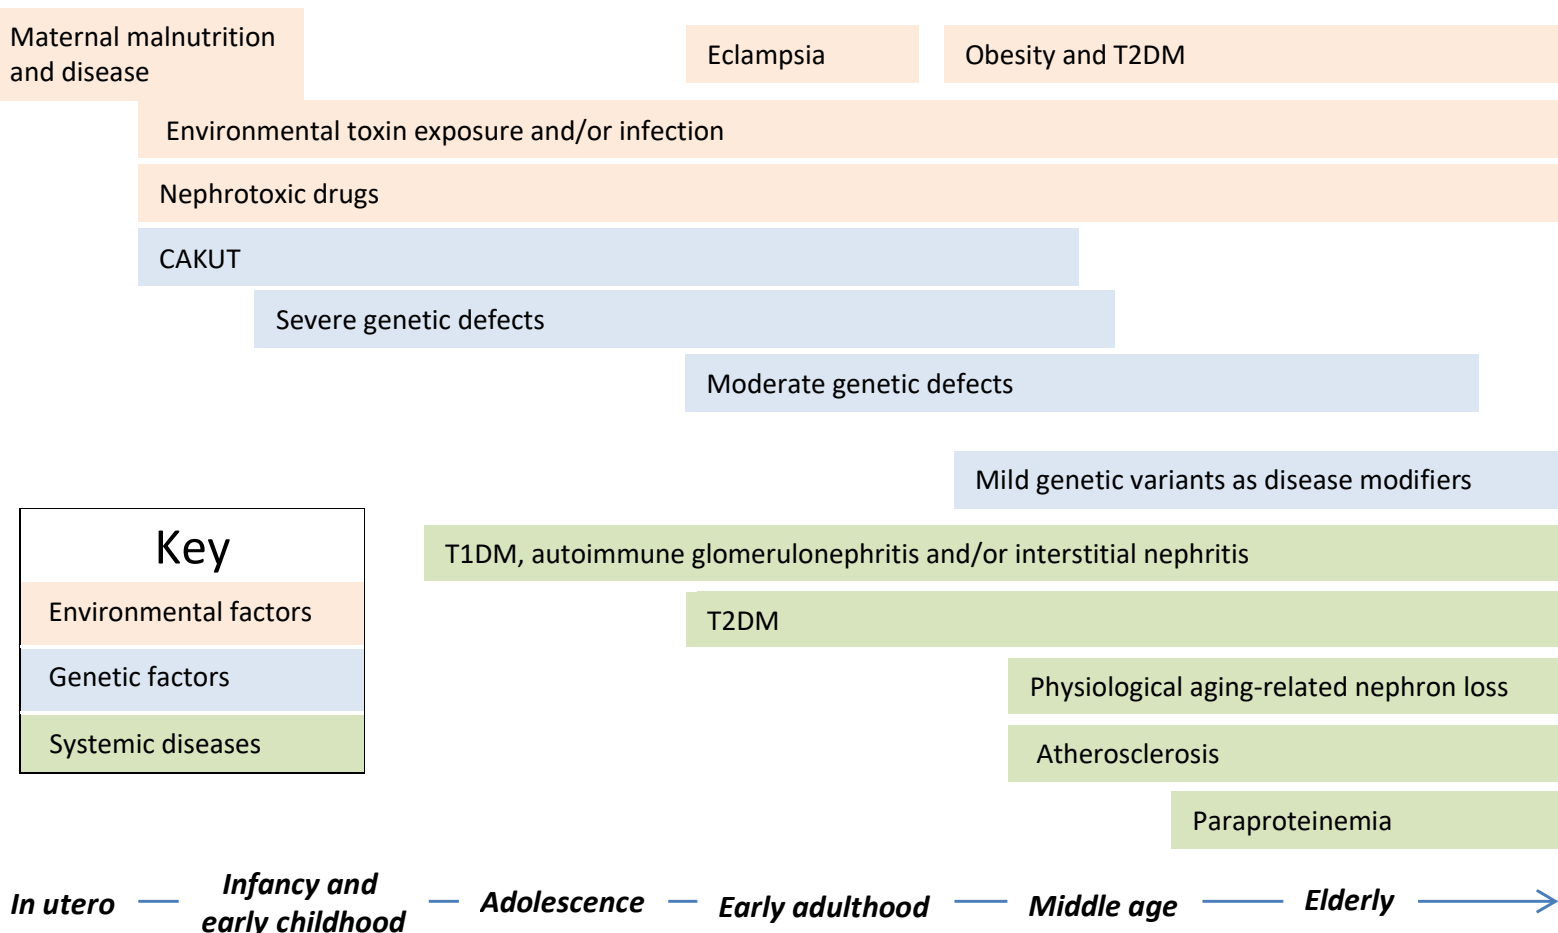 Maternal malnutrition
and disease
Eclampsia
Obesity and T2DM
Environmental toxin exposure and/or infection
Nephrotoxic drugs
CAKUT
Severe genetic defects
Moderate genetic defects
Mild genetic variants as disease modifiers
Key
Environmental factors
Genetic factors
Systemic diseases
T1DM, autoimmune glomerulonephritis and/or interstitial nephritis
T2DM
Physiological aging-related nephron loss
Atherosclerosis
Paraproteinemia
In utero
Infancy and
early childhood
Adolescence
Early adulthood
Middle age
Elderly